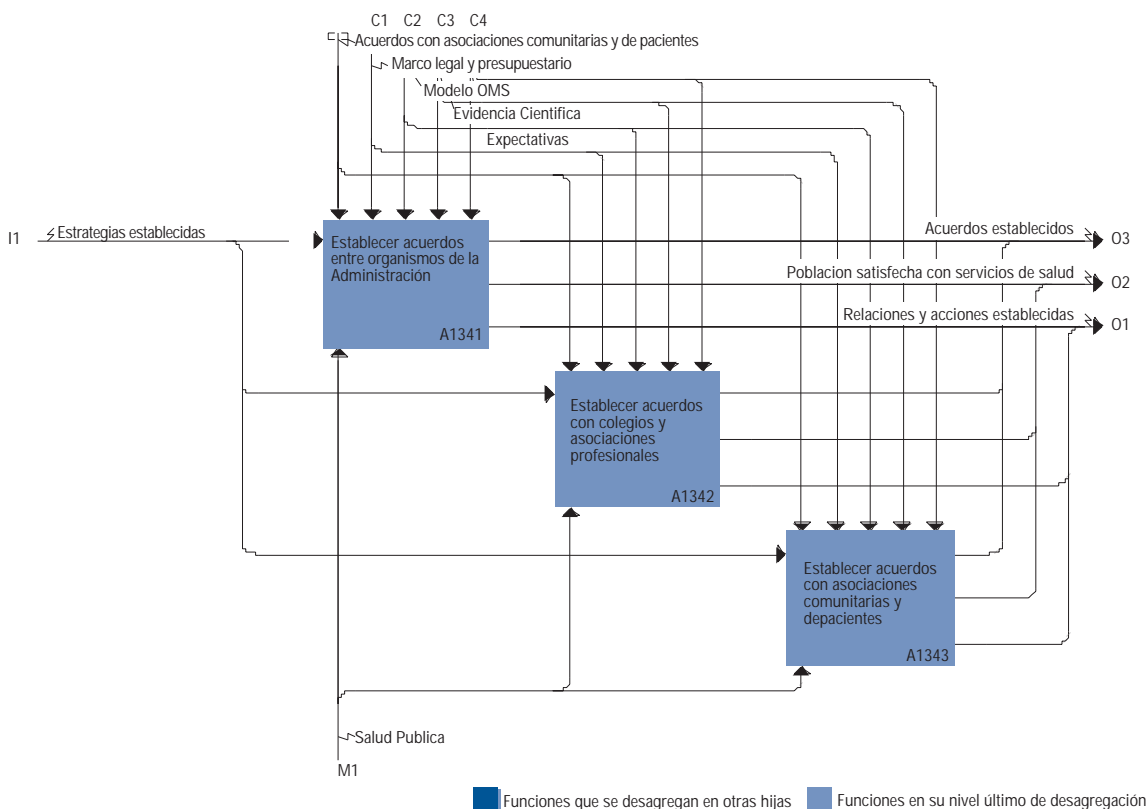 C1 C2 C3 C4
Acuerdos con asociaciones comunitarias y de pacientes
Marco legal y presupuestario
Modelo OMS
Evidencia Cientifica
Expectativas
I1
Estrategias establecidas
Establecer acuerdos
entre organismos de la
Administración
A1341
Acuerdos establecidos
O3
Poblacion satisfecha con servicios de salud
O2
Relaciones y acciones establecidas
O1
Establecer acuerdos
con colegios y
asociaciones
profesionales
A1342
Establecer acuerdos
con asociaciones
comunitarias y
depacientes
A1343
Salud Publica
M1
Funciones que se desagregan en otras hijas
Funciones en su nivel último de desagregación